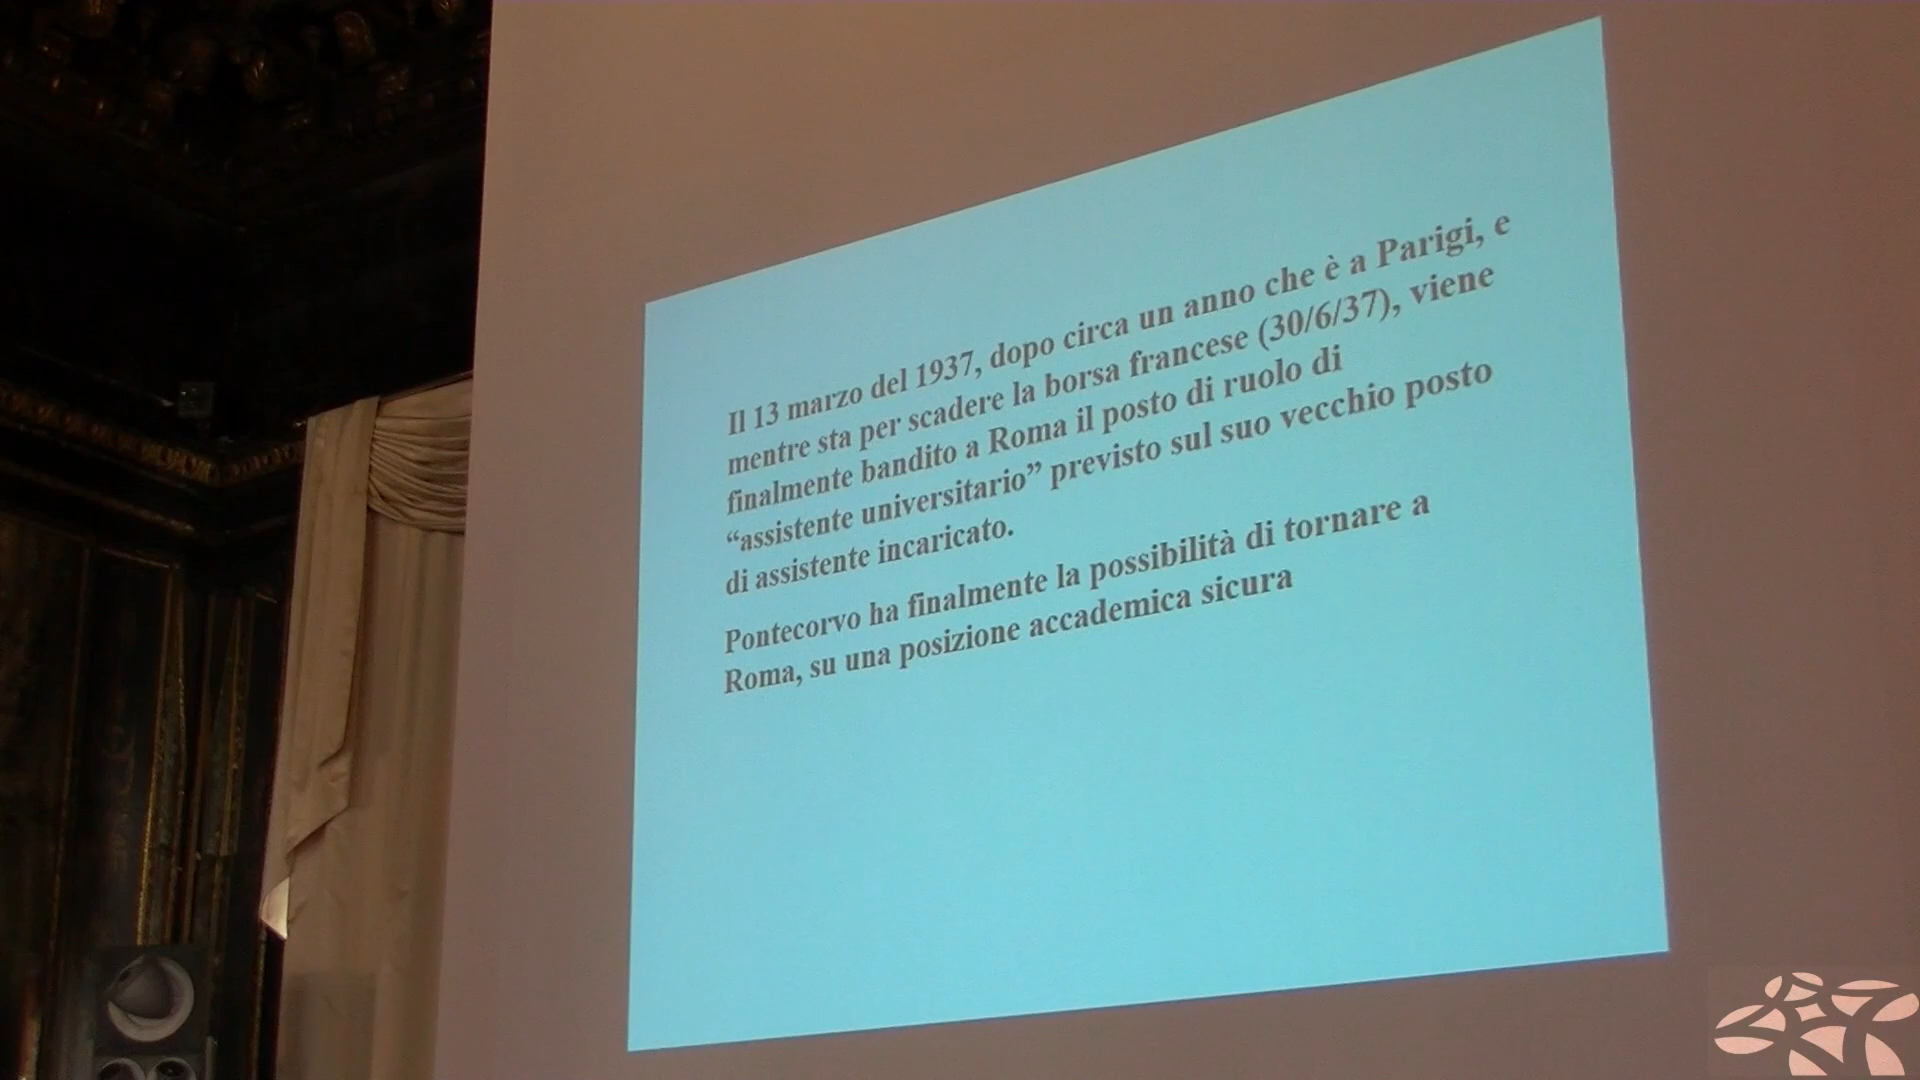 Il 13 marzo del 1937, dopo circa un anno che è a Parigi, e
mentre sta per scadere la borsa francese (30/6/37), viene
finalmente bandito a Roma il posto di ruolo di
“assistente universitario” previsto sul suo vecchio posto
di assistente incaricato.
Pontecorvo ha finalmente la possibilità di tornare a
Roma, su una posizione accademica sicura